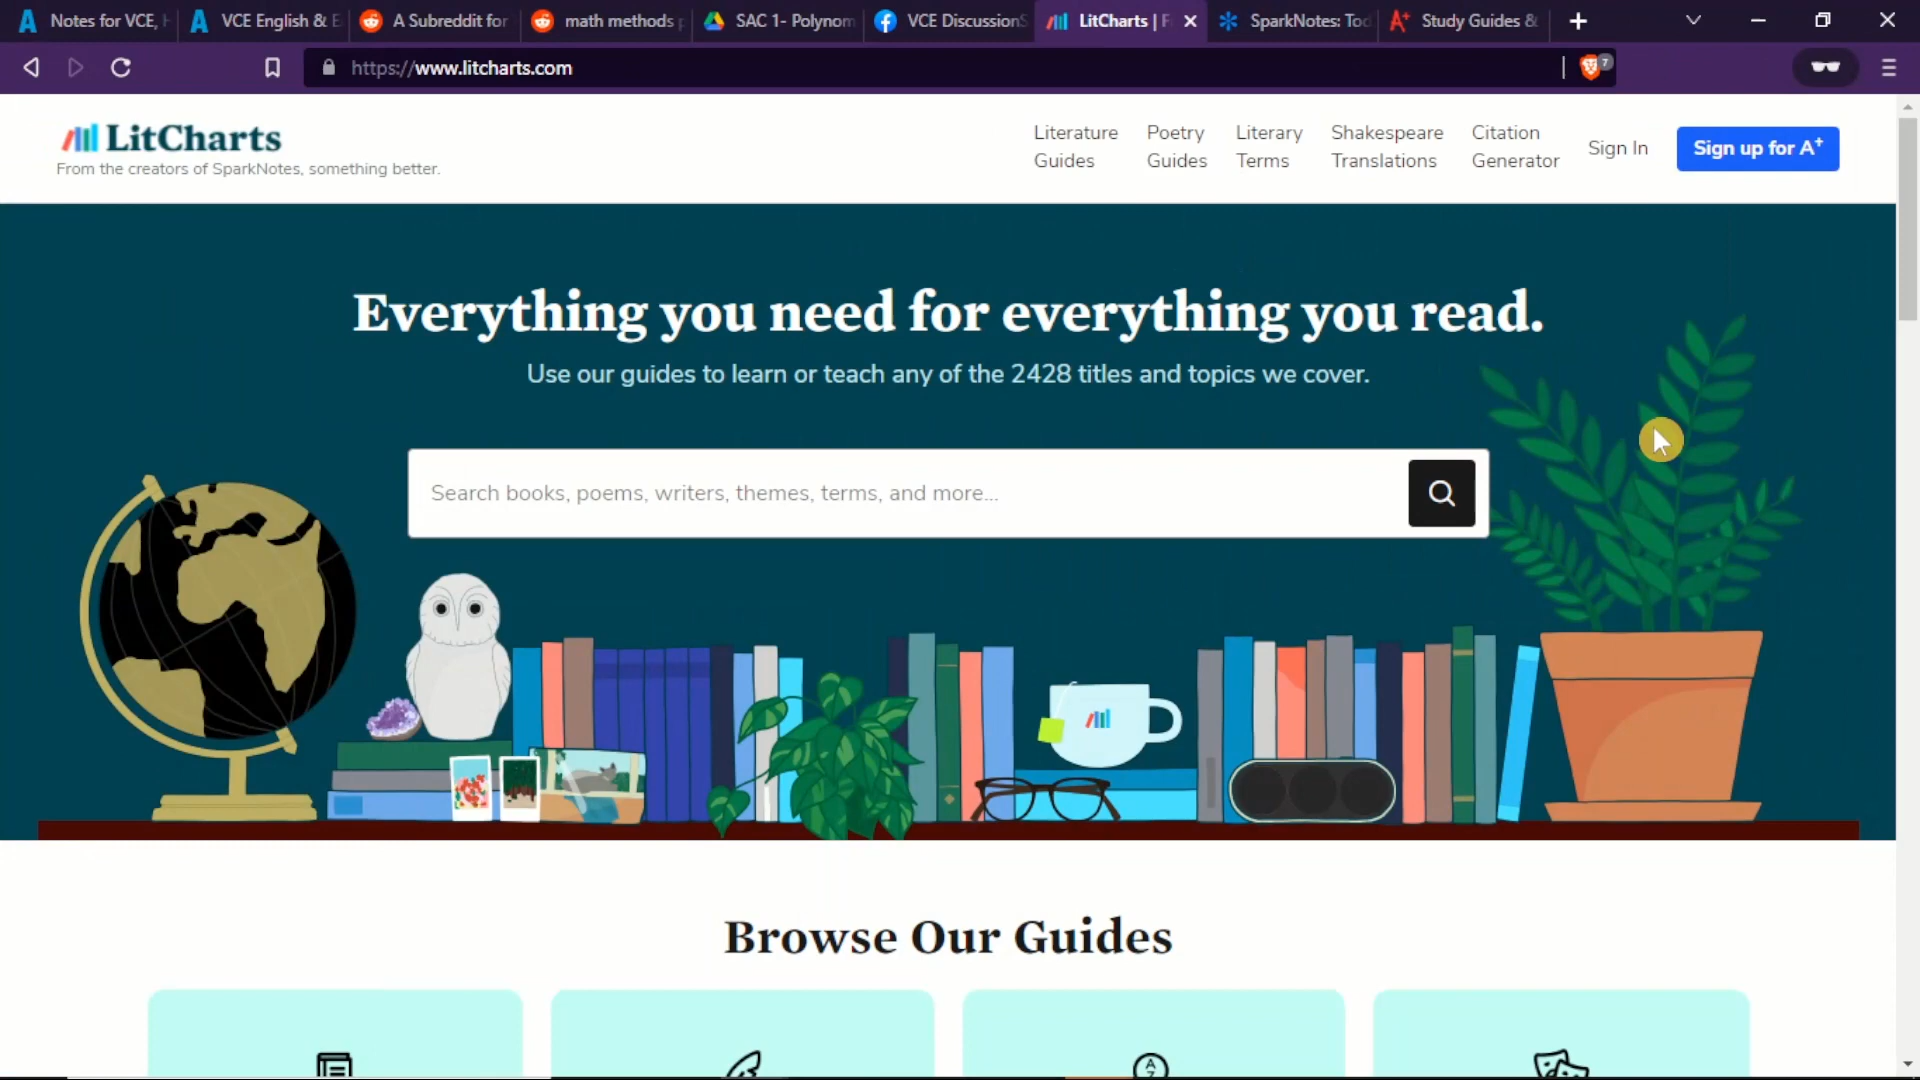 Notes for VCE, H
VCE English & E
A Subreddit for
math methods p
SAC 1- Polynom
VCE Discussions
LitCharts | F
SparkNotes: Tod
Study Guides &
https://www.litcharts.com
7
LitCharts
From the creators of SparkNotes, something better.
Literature Guides
Poetry Guides
Literary Terms
Shakespeare Translations
Citation Generator
Sign In
Sign up for A+
Everything you need for everything you read.
Use our guides to learn or teach any of the 2428 titles and topics we cover.
Search books, poems, writers, themes, terms, and more...
Browse Our Guides